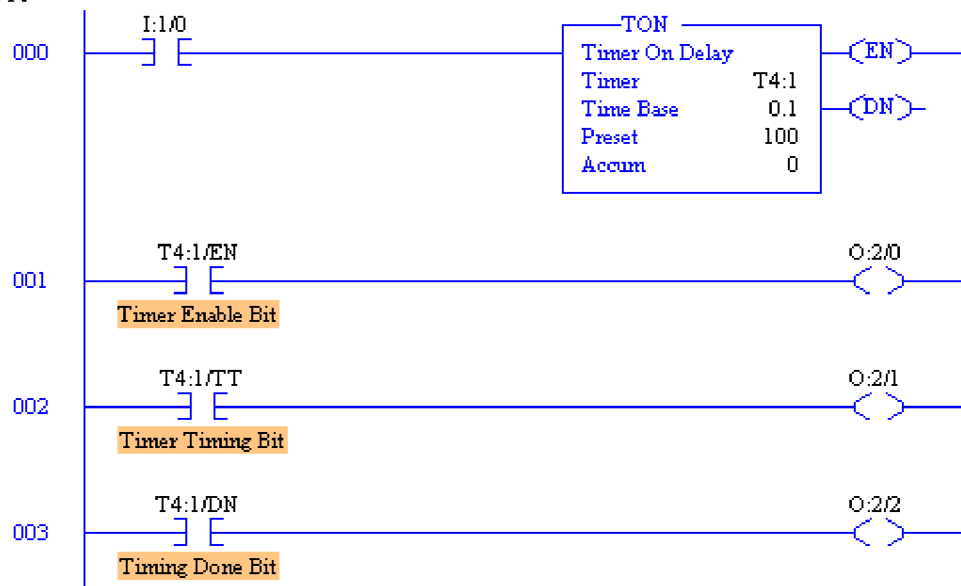 I:1/0
TON
000
Timer On Delay
EN
Timer T4:1
Time Base 0.1
DN
Preset 100
Accum 0
T4:1/EN
O:2/0
001
Timer Enable Bit
T4:1/TT
O:2/1
002
Timer Timing Bit
T4:1/DN
O:2/2
003
Timing Done Bit